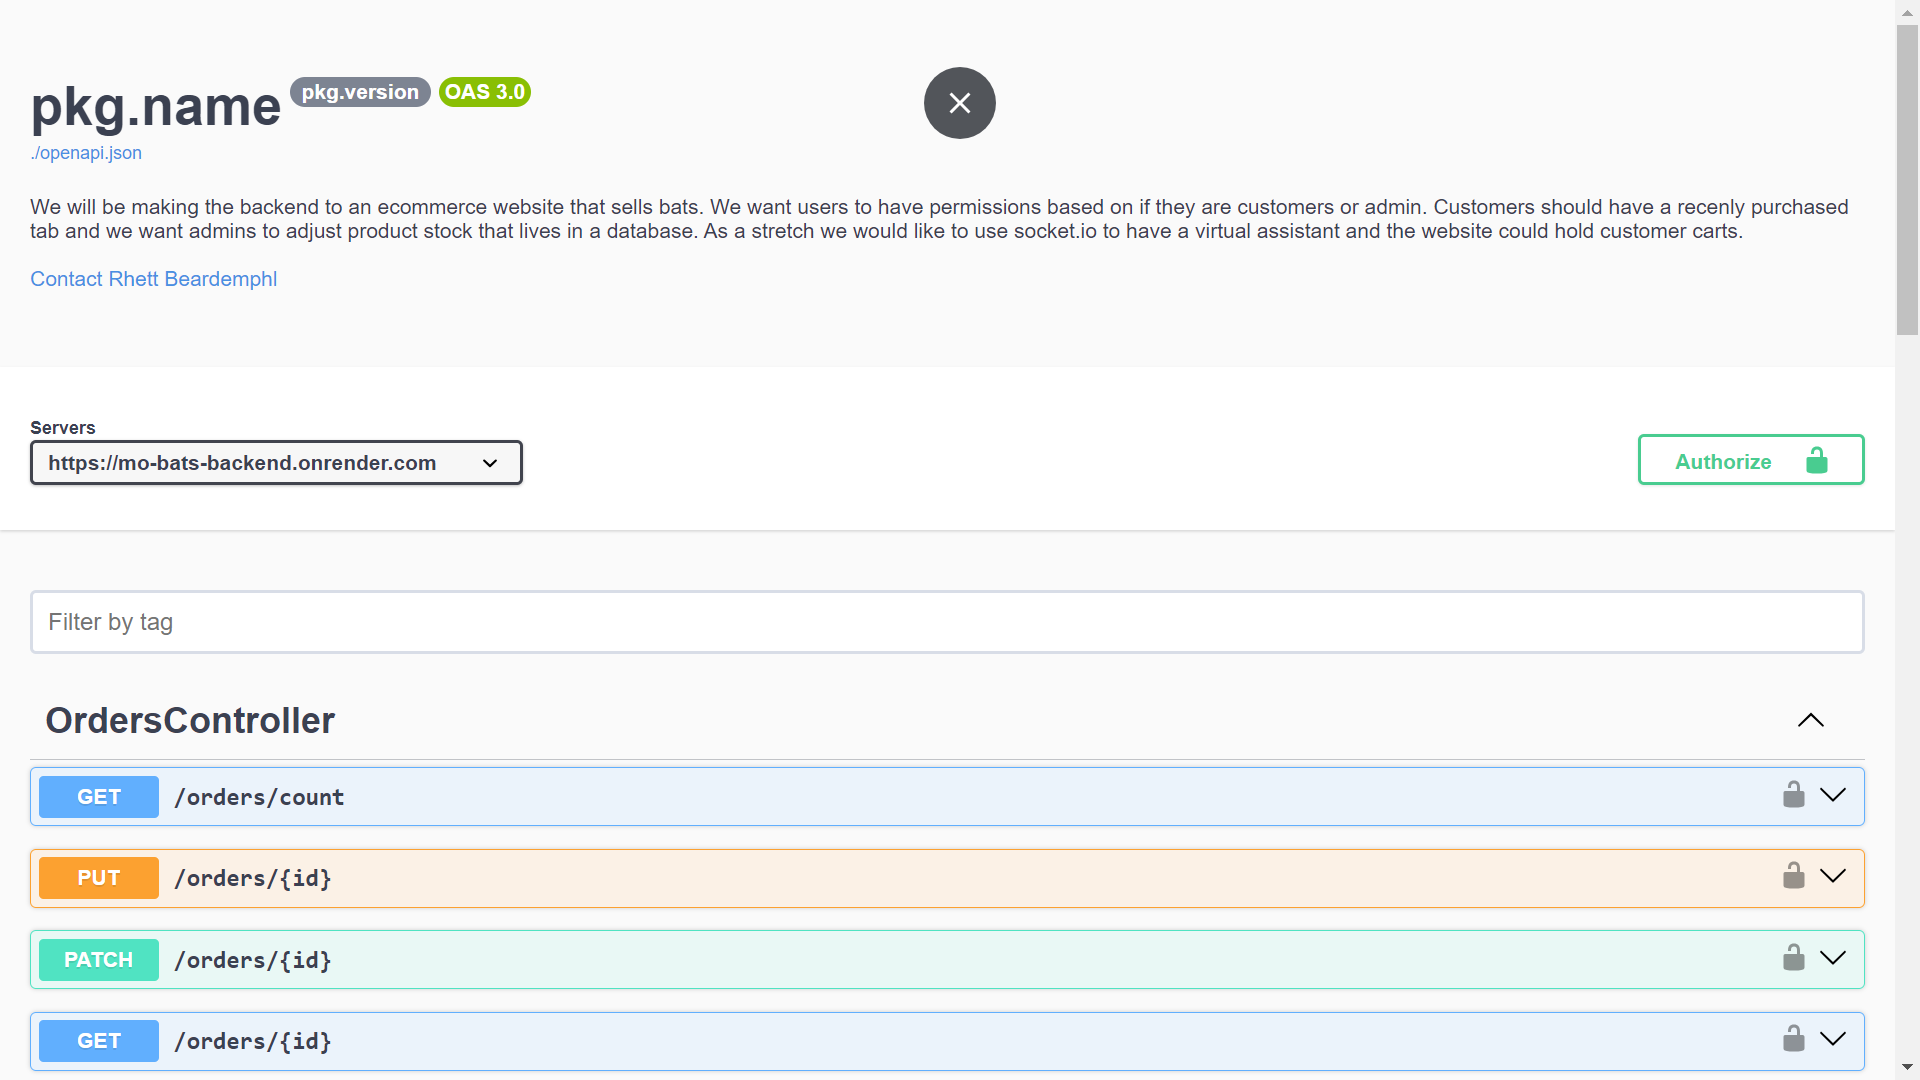 pkg.name pkg.version OAS 3.0
./openapi.json
We will be making the backend to an ecommerce website that sells bats. We want users to have permissions based on if they are customers or admin. Customers should have a recenly purchased
tab and we want admins to adjust product stock that lives in a database. As a stretch we would like to use socket.io to have a virtual assistant and the website could hold customer carts.
Contact Rhett Beardemphl
Servers
https://mo-bats-backend.onrender.com
Authorize
Filter by tag
OrdersController
GET /orders/count
PUT /orders/{id}
PATCH /orders/{id}
GET /orders/{id}